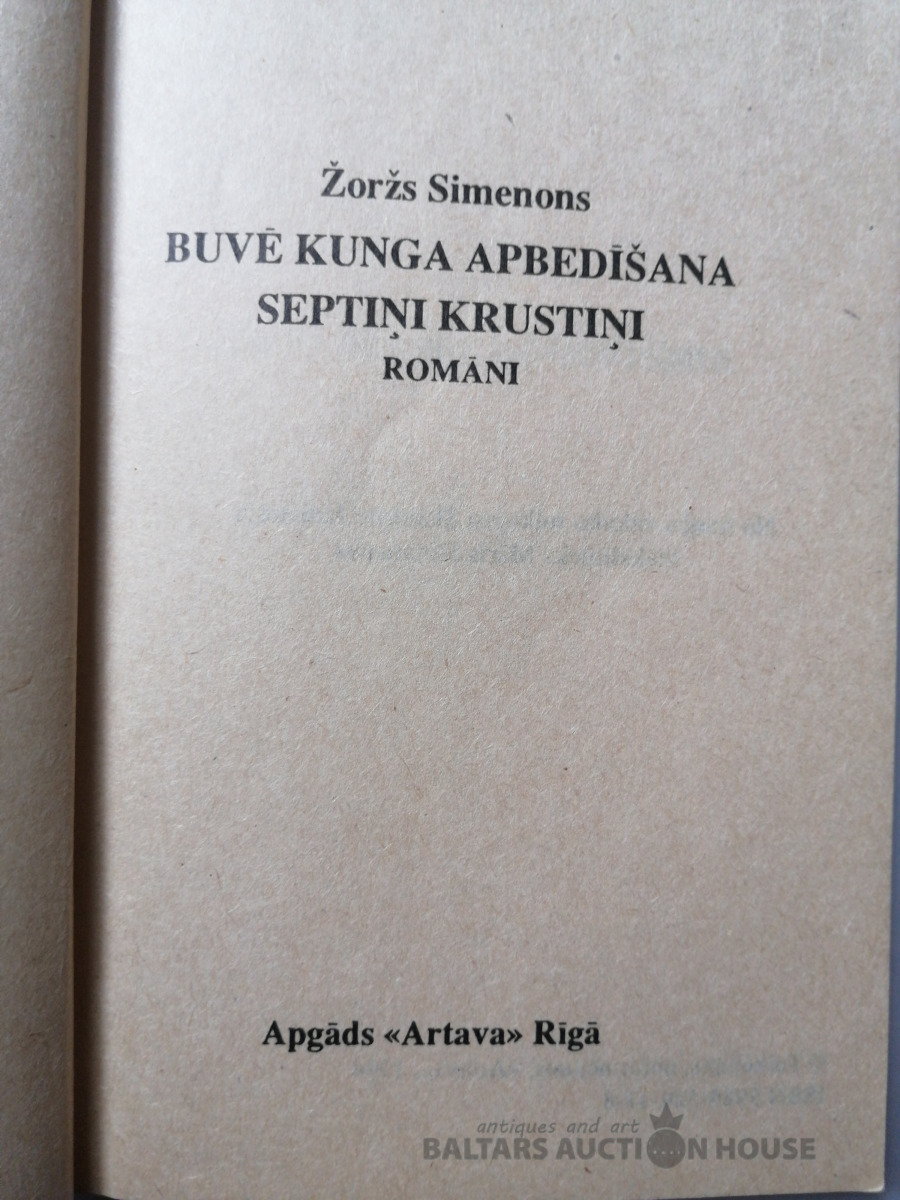 Žoržs Simenons
BUVĒ KUNGA APBEDĪŠANA
SEPTIŅI KRUSTIŅI
ROMĀNI
Apgāds «Artava» Rīgā
antiques and art
BALTARS AUCTION HOUSE